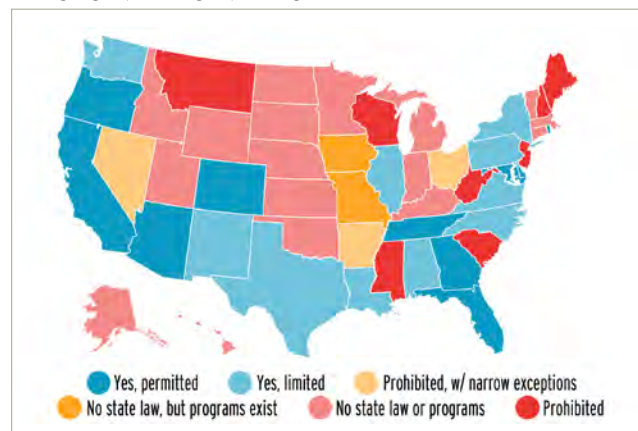 Yes, permitted Yes, limited Prohibited, w/ narrow exceptions
No state law, but programs exist No state law or programs Prohibited